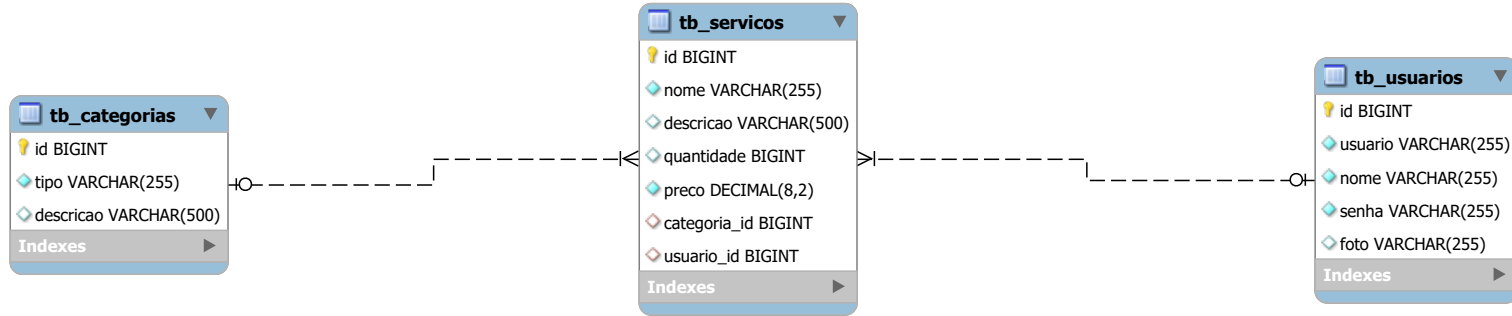 tb_categorias
id BIGINT
tipo VARCHAR(255)
descricao VARCHAR(500)
Indexes
tb_servicos
id BIGINT
nome VARCHAR(255)
descricao VARCHAR(500)
quantidade BIGINT
preco DECIMAL(8,2)
categoria_id BIGINT
usuario_id BIGINT
Indexes
tb_usuarios
id BIGINT
usuario VARCHAR(255)
nome VARCHAR(255)
senha VARCHAR(255)
foto VARCHAR(255)
Indexes